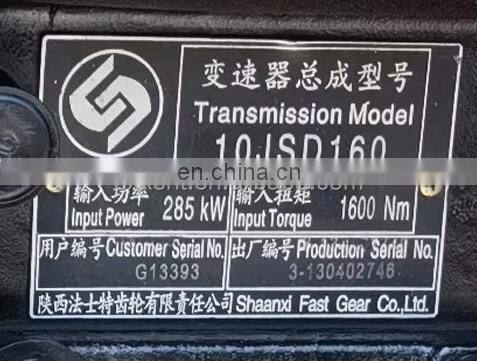 变速器总成型号
Transmission Model
10JSD160
en.china.cn
输入功率 Input Power 285 kW 输入扭矩 Input Torque 1600 Nm
用户编号 Customer Serial No. 出厂编号 Production Serial No.
G13393 3-130402746
陕西法士特齿轮有限责任公司 Shaanxi Fast Gear Co.,Ltd.